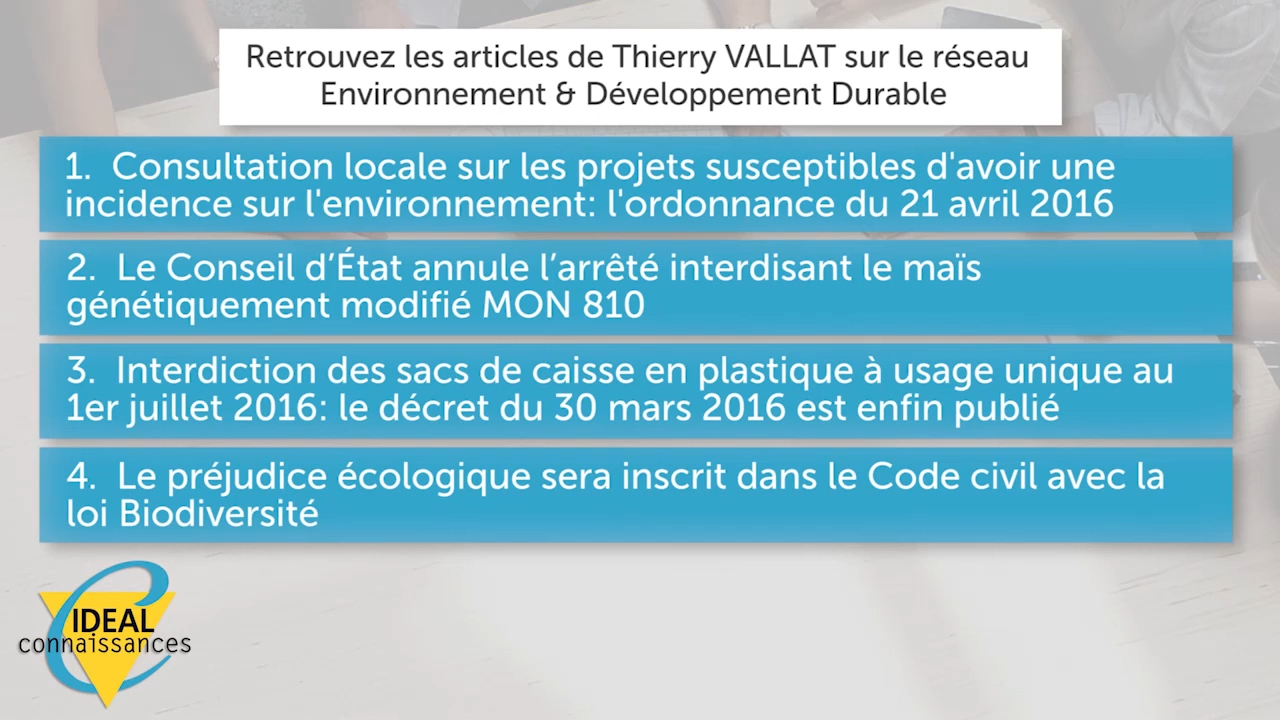 Retrouvez les articles de Thierry VALLAT sur le réseau
Environnement & Développement Durable
1. Consultation locale sur les projets susceptibles d'avoir une
incidence sur l'environnement: l'ordonnance du 21 avril 2016
2. Le Conseil d’État annule l’arrêté interdisant le maïs
génétiquement modifié MON 810
3. Interdiction des sacs de caisse en plastique à usage unique au
1er juillet 2016: le décret du 30 mars 2016 est enfin publié
4. Le préjudice écologique sera inscrit dans le Code civil avec la
loi Biodiversité
IDEAL
connaissances